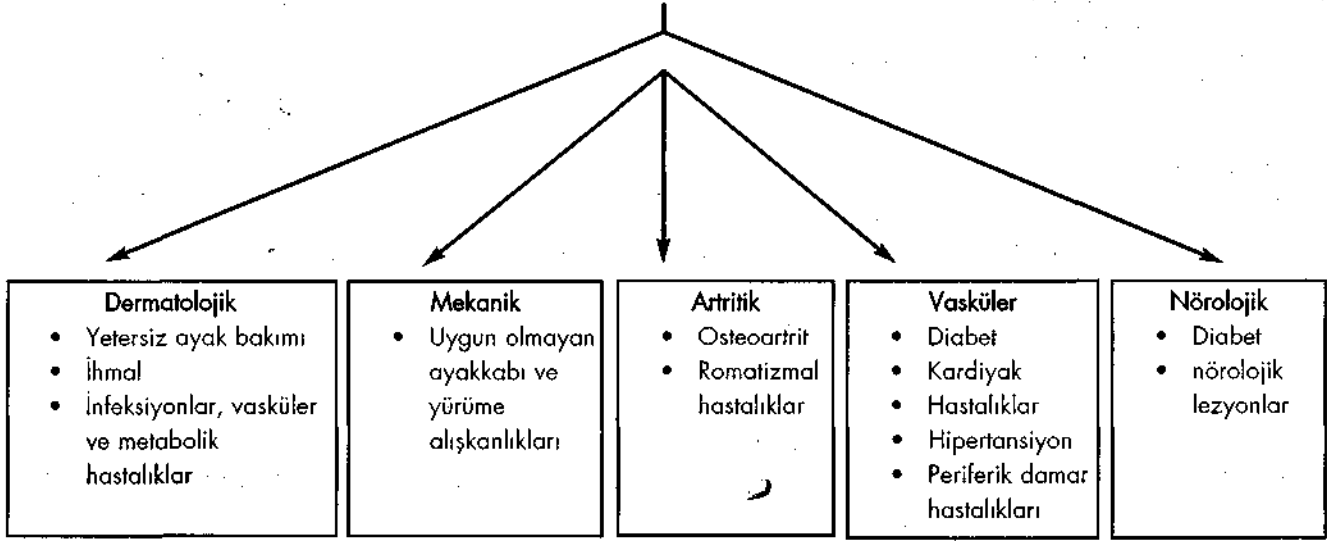 Dermatolojik
• Yetersiz ayak bakımı
• İhmal
• İnfeksiyonlar, vasküler
ve metabolik
hastalıklar
Mekanik
• Uygun olmayan
ayakkabı ve
yürüme
alışkanlıkları
Artritik
• Osteoartrit
• Romatizmal
hastalıklar
Vasküler
• Diabet
• Kardiyak
• Hastalıklar
• Hipertansiyon
• Periferik damar
hastalıkları
Nörolojik
• Diabet
• nörolojik
lezyonlar